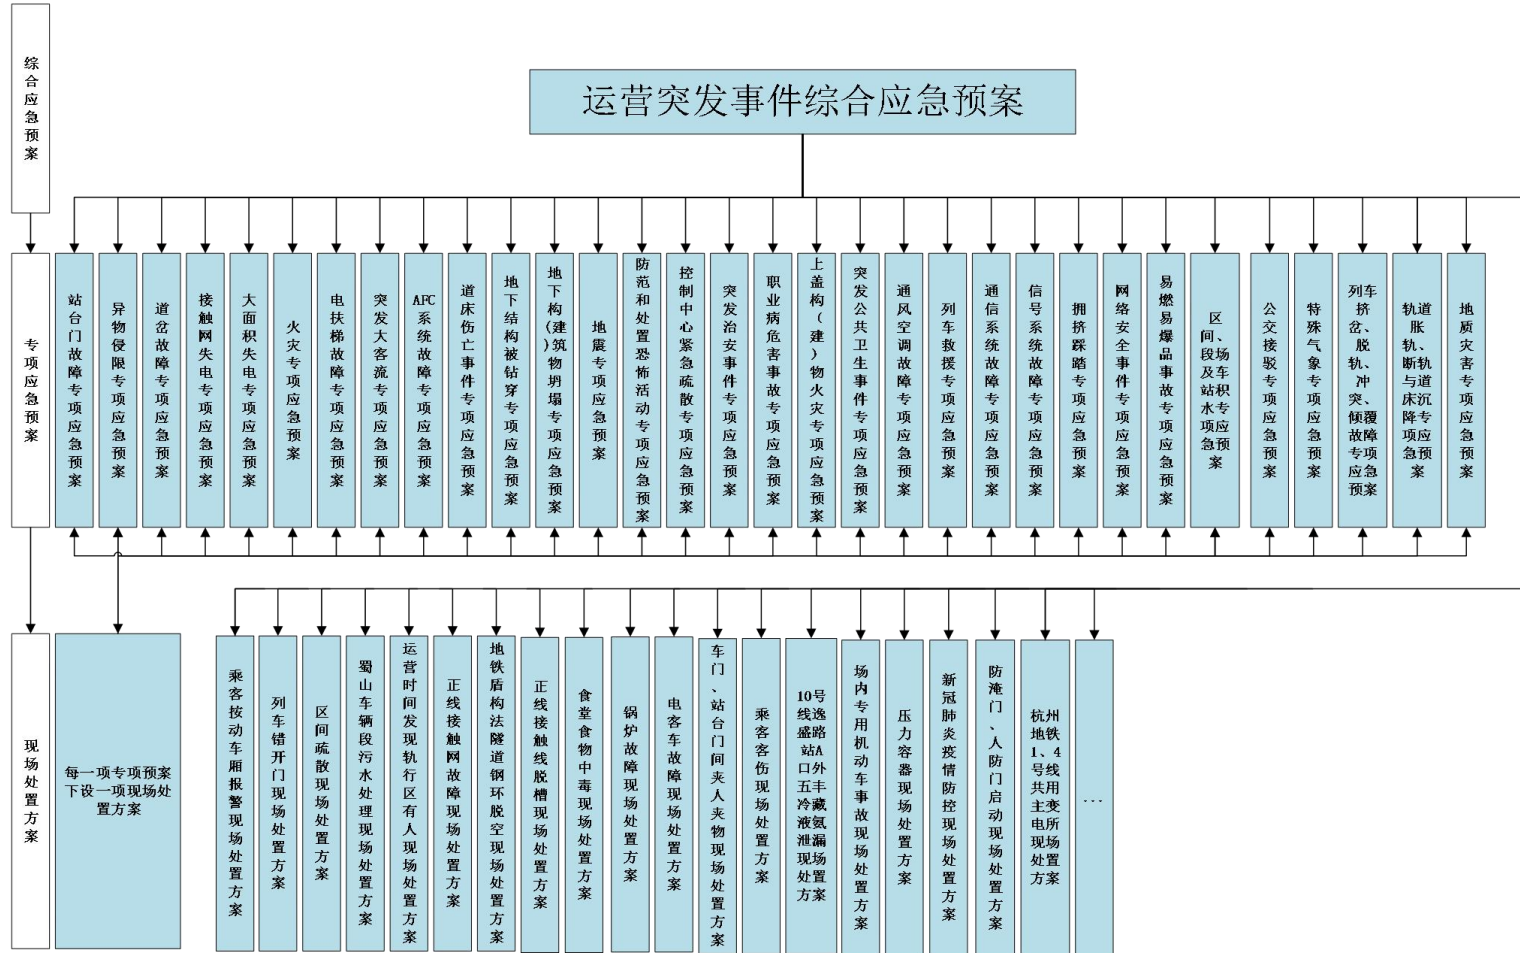 综合应急预案
运营突发事件综合应急预案
专项应急预案
站台门故障专项应急预案
异物侵限专项应急预案
道岔故障专项应急预案
接触网失电专项应急预案
大面积失电专项应急预案
火灾专项应急预案
电扶梯故障专项应急预案
突发大客流专项应急预案
AFC系统故障专项应急预案
道床伤亡事件专项应急预案
地下结构被钻穿专项应急预案
地下构(建)筑物坍塌专项应急预案
地震专项应急预案
防范和处置恐怖活动专项应急预案
控制中心紧急疏散专项应急预案
突发治安事件专项应急预案
职业病危害事故专项应急预案
上盖构(建)物火灾专项应急预案
突发公共卫生事件专项应急预案
通风空调故障专项应急预案
列车救援专项应急预案
通信系统故障专项应急预案
信号系统故障专项应急预案
拥挤踩踏专项应急预案
网络安全事件专项应急预案
易燃易爆品事故专项应急预案
区间、段场及车站积水专项应急预案
公交接驳专项应急预案
特殊气象专项应急预案
列车挤岔、脱轨、冲突、倾覆故障专项应急预案
轨道胀轨、断轨与道床沉降专项应急预案
地质灾害专项应急预案
现场处置方案
每一项专项预案
下设一项现场处
置方案
乘客按动车厢报警现场处置方案
列车错开门现场处置方案
区间疏散现场处置方案
蜀山车辆段污水处理现场处置方案
运营时间发现轨行区有人现场处置方案
正线接触网故障现场处置方案
地铁盾构法隧道钢环脱空现场处置方案
正线接触线脱槽现场处置方案
食堂食物中毒现场处置方案
锅炉故障现场处置方案
电客车故障现场处置方案
车门、站台门间夹人夹物现场处置方案
乘客客伤现场处置方案
10号线逸盛路站A口外五丰冷藏液氨泄漏现场处置方案
场内专用机动车事故现场处置方案
压力容器现场处置方案
新冠肺炎疫情防控现场处置方案
防淹门、人防门启动现场处置方案
杭州地铁1、4号线共用主变电所现场处置方案
...